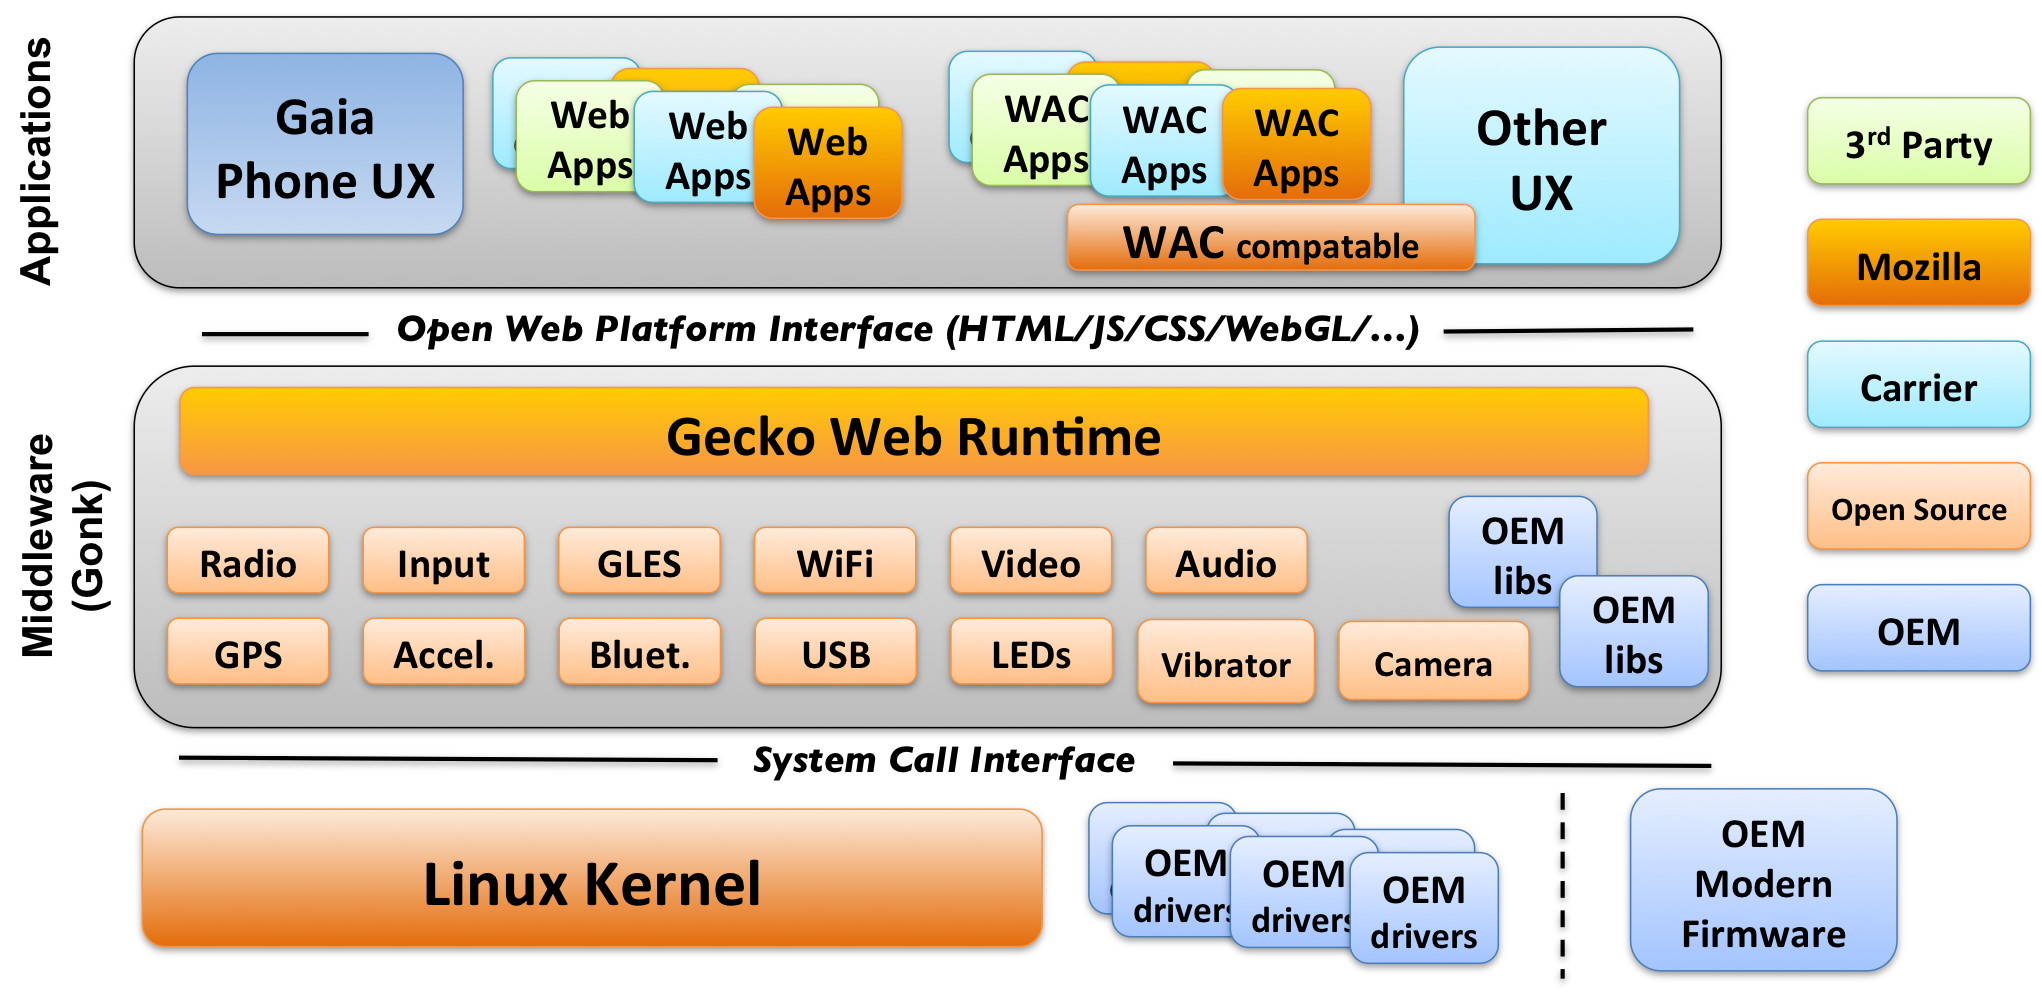 Applications
Gaia
Phone UX
Web
Apps
Web
Apps
Web
Apps
WAC
Apps
WAC
Apps
WAC
Apps
Other
UX
WAC compatable
Open Web Platform Interface (HTML/JS/CSS/WebGL/...)
Middleware
(Gonk)
Gecko Web Runtime
Radio
Input
GLES
WiFi
Video
Audio
OEM
libs
GPS
Accel.
Bluet.
USB
LEDs
Vibrator
Camera
OEM
libs
System Call Interface
Linux Kernel
OEM
drivers
OEM
drivers
OEM
drivers
OEM
Modern
Firmware
3rd Party
Mozilla
Carrier
Open Source
OEM